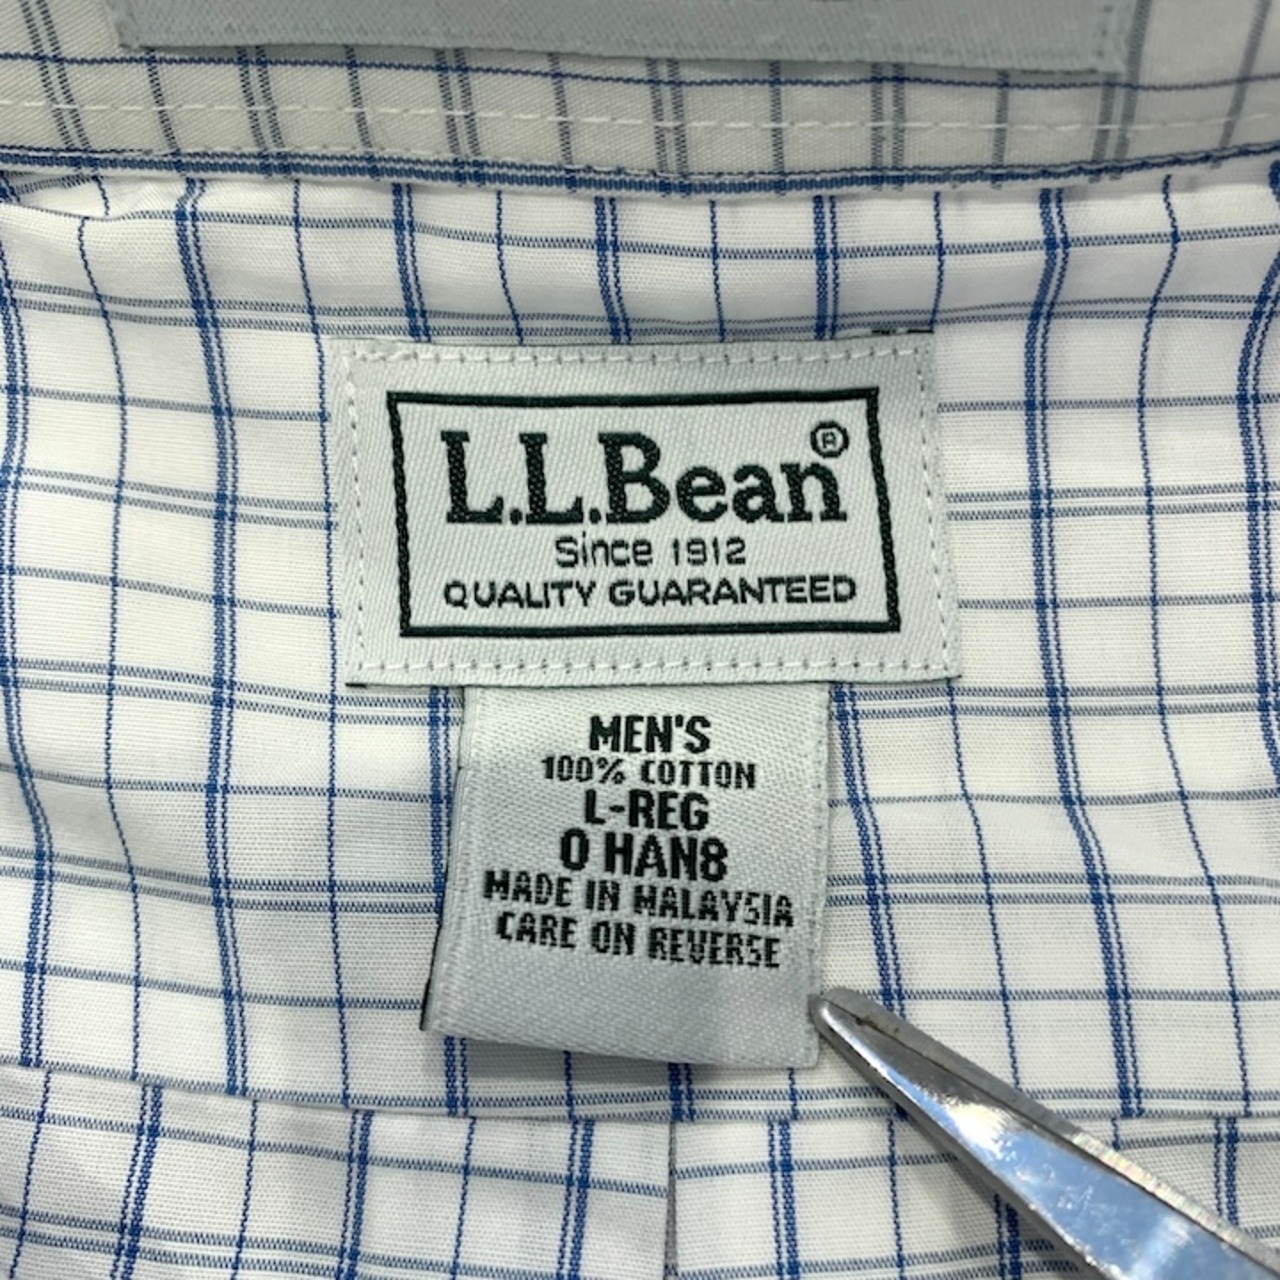 L.L.Bean®
Since 1912
QUALITY GUARANTEED
MEN'S
100% COTTON
L-REG
0 HAN8
MADE IN MALAYSIA
CARE ON REVERSE